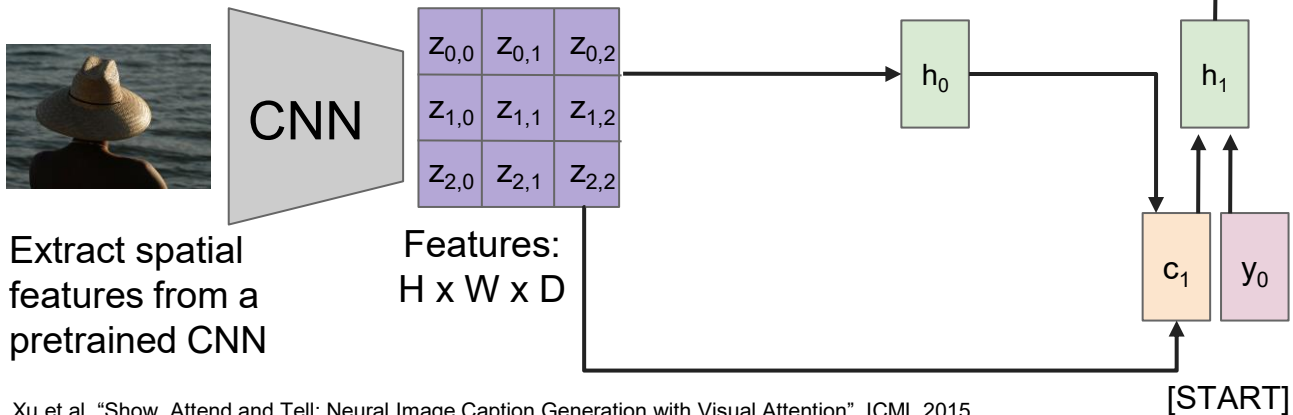 CNN
z0,0 z0,1 z0,2
z1,0 z1,1 z1,2
z2,0 z2,1 z2,2
h0
h1
c1
y0
[START]
Extract spatial
features from a
pretrained CNN
Features:
H x W x D
Xu et al, “Show, Attend and Tell: Neural Image Caption Generation with Visual Attention”, ICML 2015